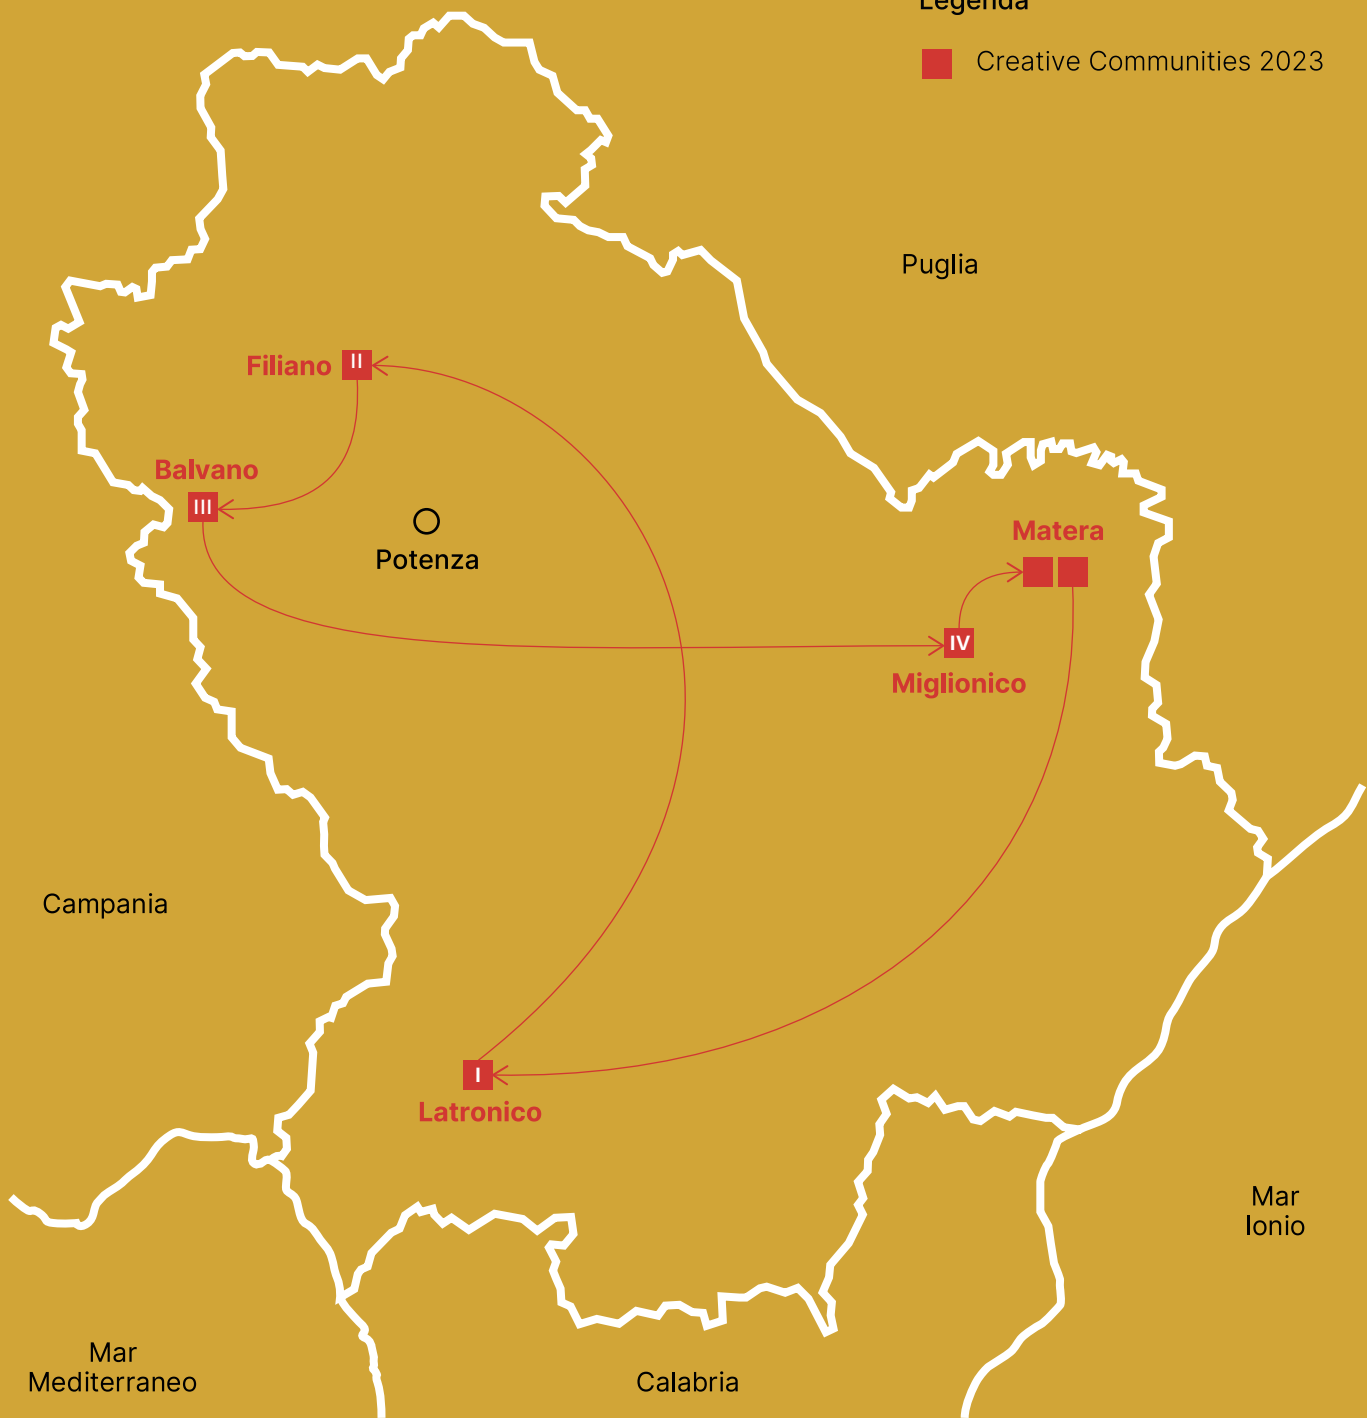 Legenda
Creative Communities 2023
Puglia
Filiano
II
Balvano
III
Potenza
Matera
IV
Miglionico
Campania
I
Latronico
Mar
Ionio
Mar
Mediterraneo
Calabria